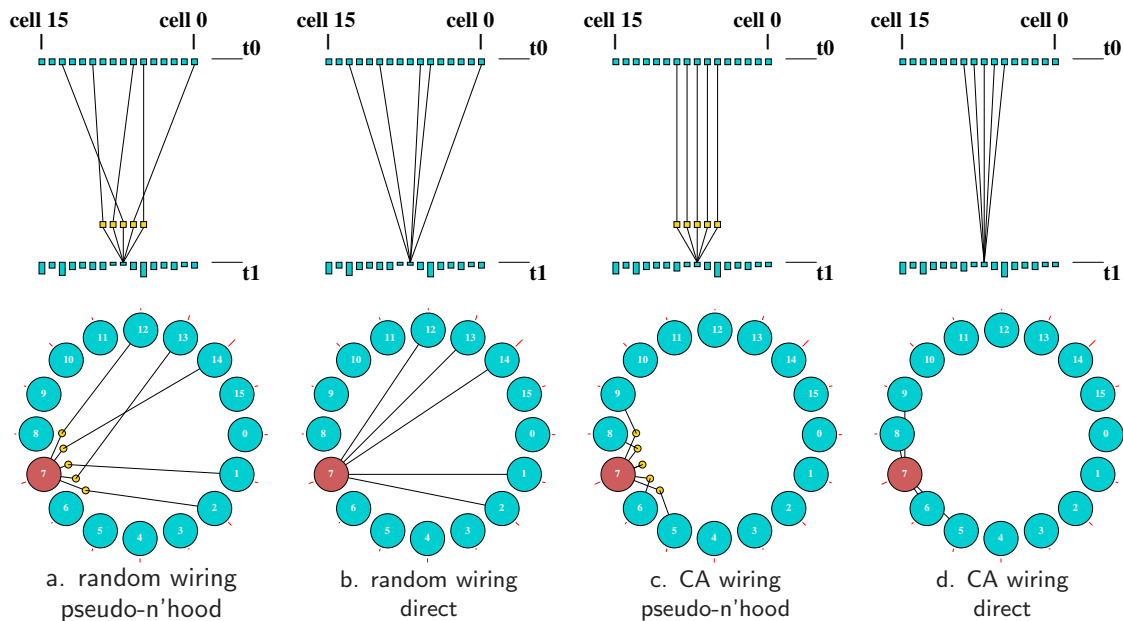 cell 15 cell 0 cell 15 cell 0 cell 15 cell 0 cell 15 cell 0
t0 t0 t0 t0
t1 t1 t1 t1
12 12 12 12
11 13 11 13 11 13 11 13
10 14 10 14 10 14 10 14
9 15 9 15 9 15 9 15
8 0 8 0 8 0 8 0
7 1 7 1 7 1 7 1
6 2 6 2 6 2 6 2
5 3 5 3 5 3 5 3
4 4 4 4
a. random wiring b. random wiring c. CA wiring d. CA wiring
pseudo-n'hood direct pseudo-n'hood direct